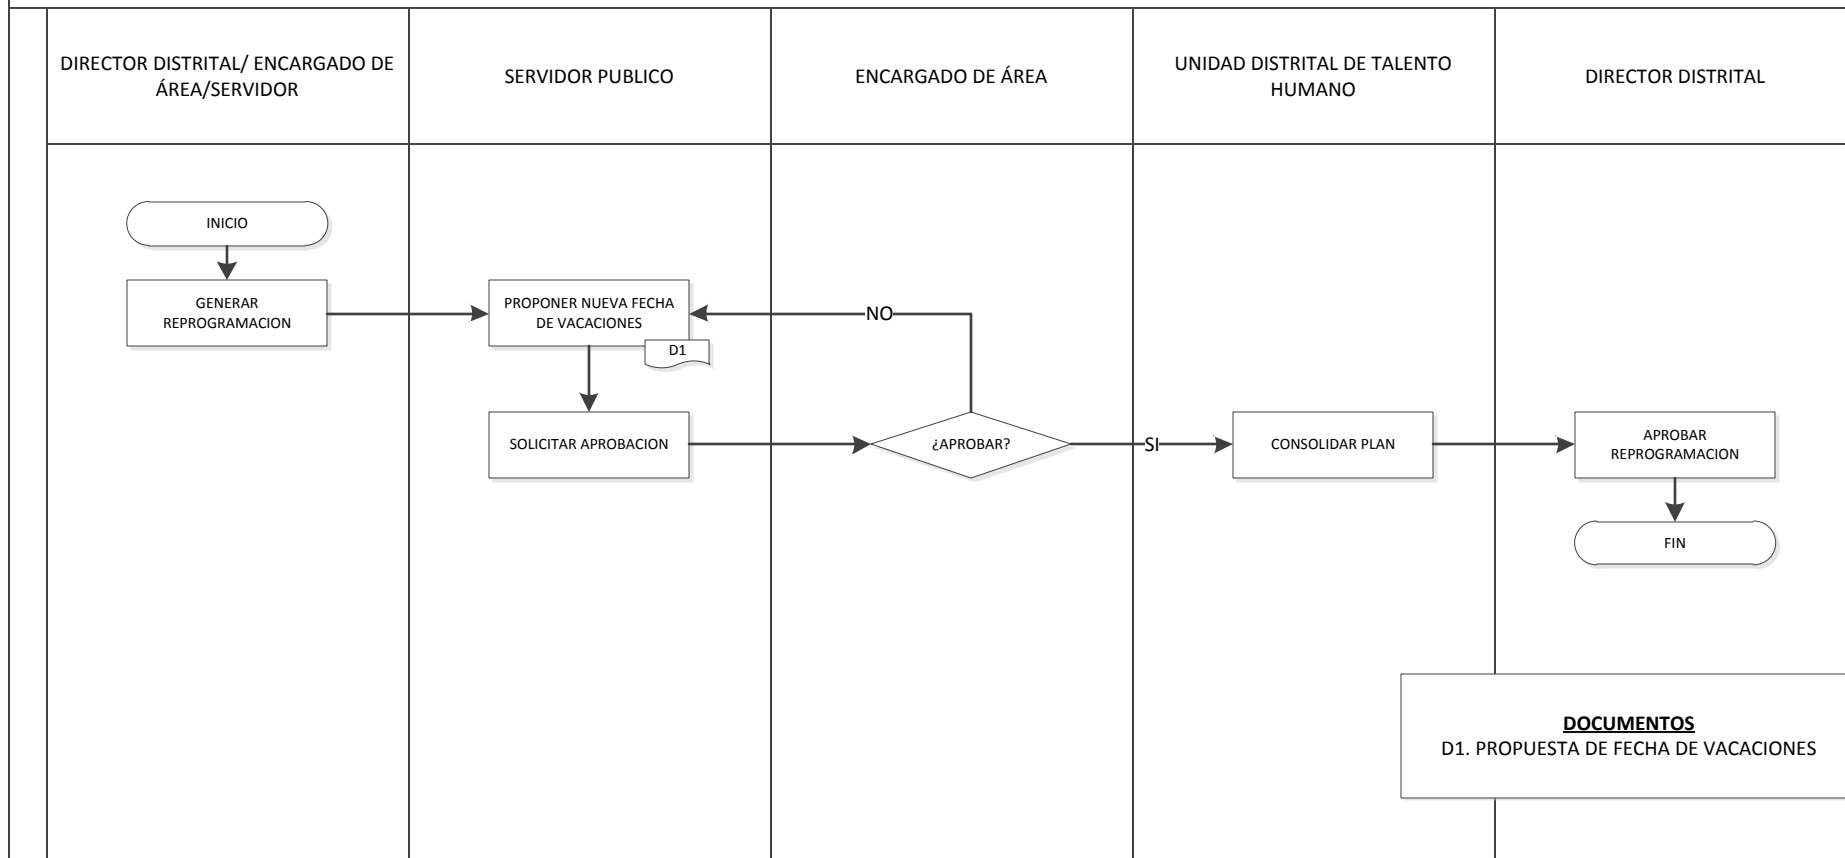 DIRECTOR DISTRITAL/ ENCARGADO DE
ÁREA/SERVIDOR
SERVIDOR PUBLICO
ENCARGADO DE ÁREA
UNIDAD DISTRITAL DE TALENTO
HUMANO
DIRECTOR DISTRITAL
INICIO
GENERAR
REPROGRAMACION
PROPONER NUEVA FECHA
DE VACACIONES
D1
NO
SOLICITAR APROBACION
¿APROBAR?
SI
CONSOLIDAR PLAN
APROBAR
REPROGRAMACION
FIN
DOCUMENTOS
D1. PROPUESTA DE FECHA DE VACACIONES